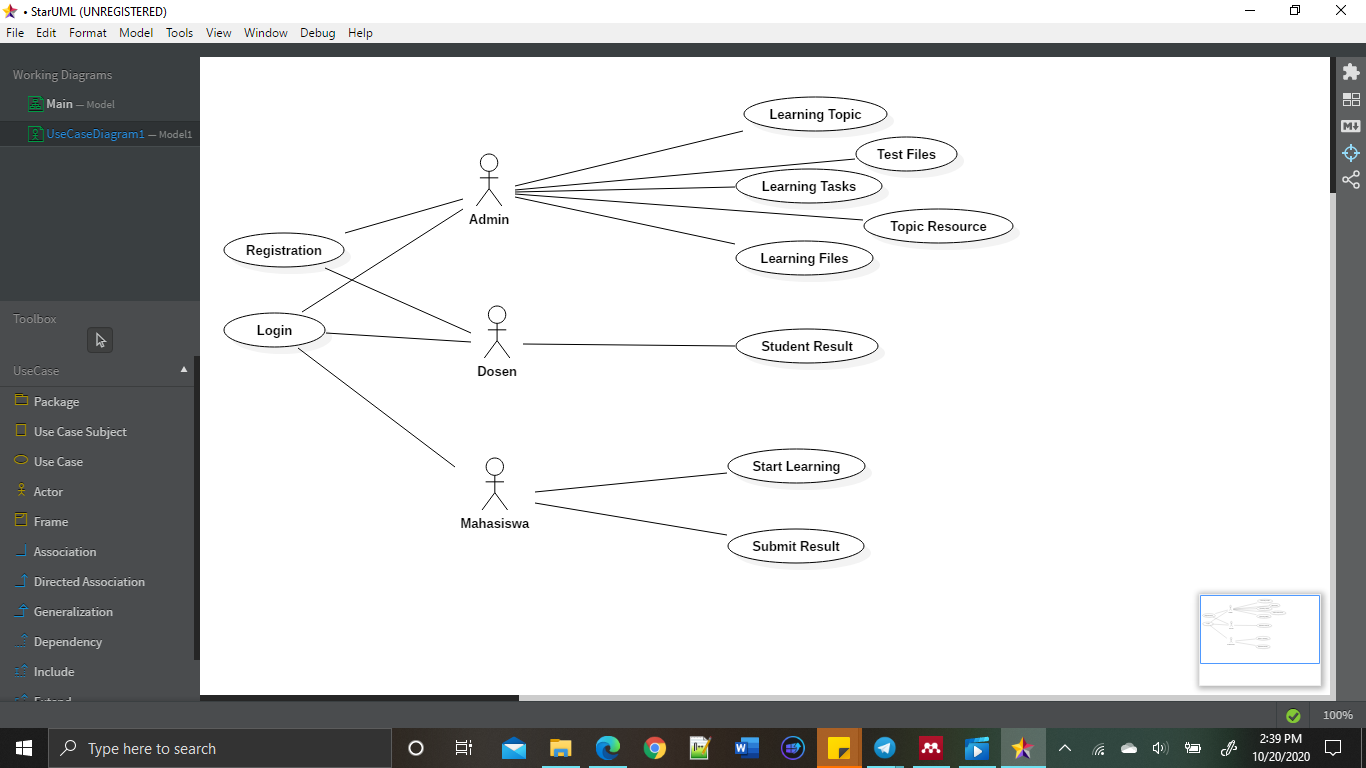 • StarUML (UNREGISTERED)
File Edit Format Model Tools View Window Debug Help
Working Diagrams
Main — Model
UseCaseDiagram1 — Model1
Toolbox
UseCase
Package
Use Case Subject
Use Case
Actor
Frame
Association
Directed Association
Generalization
Dependency
Include
Extend
Registration
Login
Admin
Dosen
Mahasiswa
Learning Topic
Test Files
Learning Tasks
Topic Resource
Learning Files
Student Result
Start Learning
Submit Result
M
100%
Type here to search
W
2:39 PM
10/20/2020